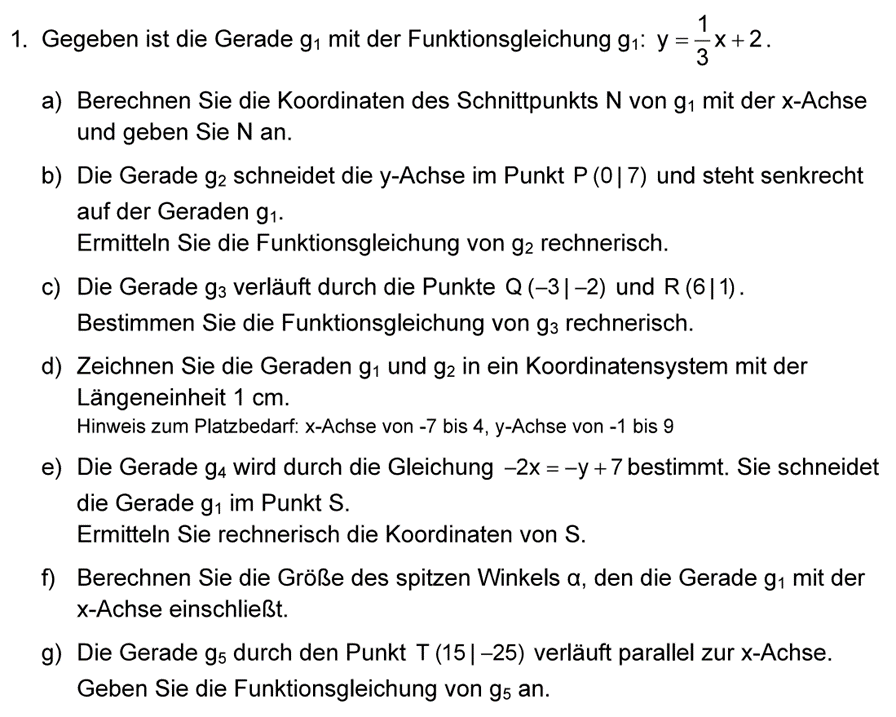 1. Gegeben ist die Gerade g₁ mit der Funktionsgleichung g₁: y = 1/3 x + 2.
a) Berechnen Sie die Koordinaten des Schnittpunkts N von g₁ mit der x-Achse
und geben Sie N an.
b) Die Gerade g₂ schneidet die y-Achse im Punkt P (0 | 7) und steht senkrecht
auf der Geraden g₁.
Ermitteln Sie die Funktionsgleichung von g₂ rechnerisch.
c) Die Gerade g₃ verläuft durch die Punkte Q (–3 | –2) und R (6 | 1).
Bestimmen Sie die Funktionsgleichung von g₃ rechnerisch.
d) Zeichnen Sie die Geraden g₁ und g₂ in ein Koordinatensystem mit der
Längeneinheit 1 cm.
Hinweis zum Platzbedarf: x-Achse von -7 bis 4, y-Achse von -1 bis 9
e) Die Gerade g₄ wird durch die Gleichung –2x = –y + 7 bestimmt. Sie schneidet
die Gerade g₁ im Punkt S.
Ermitteln Sie rechnerisch die Koordinaten von S.
f) Berechnen Sie die Größe des spitzen Winkels α, den die Gerade g₁ mit der
x-Achse einschließt.
g) Die Gerade g₅ durch den Punkt T (15 | –25) verläuft parallel zur x-Achse.
Geben Sie die Funktionsgleichung von g₅ an.